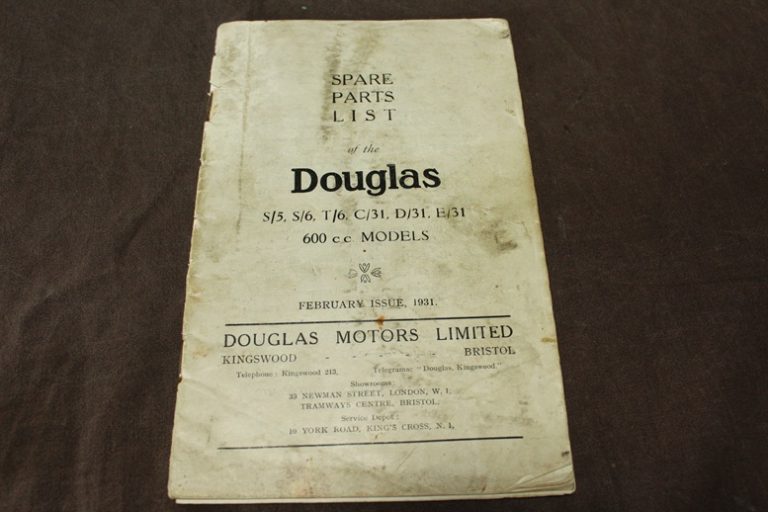 SPARE
PARTS
LIST
of the
Douglas
S/5, S/6, T/6, C/31, D/31, E/31
600 c.c. MODELS
FEBRUARY ISSUE, 1931.
DOUGLAS MOTORS LIMITED
KINGSWOOD - - - - - - - BRISTOL
Telephone: Kingswood 213. Telegrams: "Douglas, Kingswood"
Showrooms:
39 NEWMAN STREET, LONDON, W.1.
TRAMWAYS CENTRE, BRISTOL.
Service Depot:
10 YORK ROAD, KING'S CROSS, N.1.